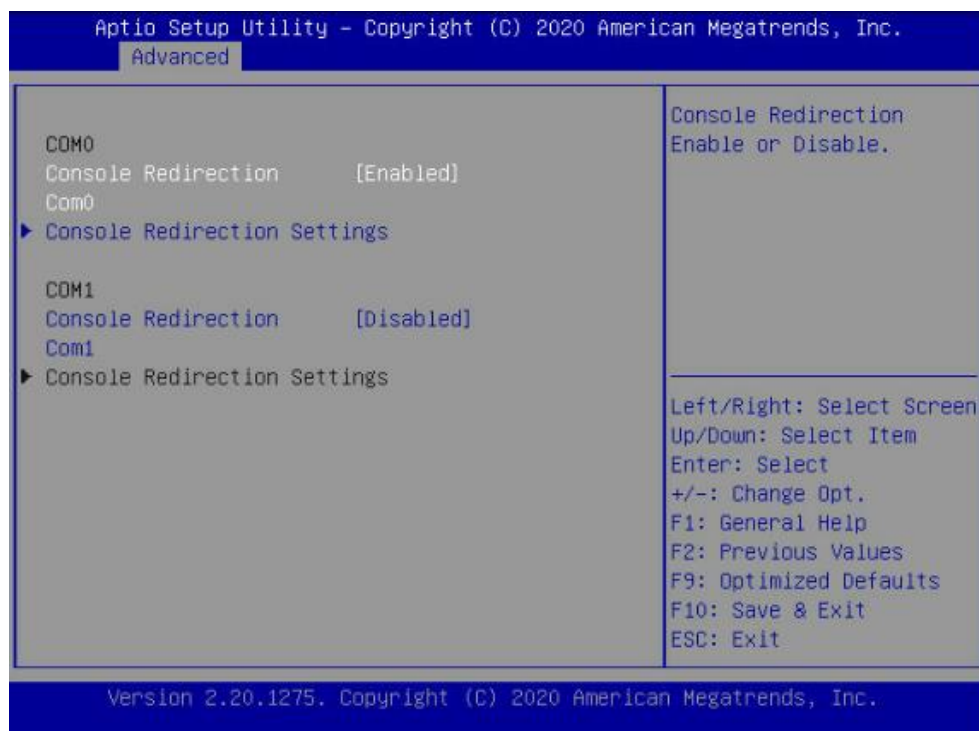 Aptio Setup Utility – Copyright (C) 2020 American Megatrends, Inc.
Advanced
COM0
Console Redirection [Enabled]
Com0
Console Redirection Settings
COM1
Console Redirection [Disabled]
Com1
Console Redirection Settings
Console Redirection
Enable or Disable.
Left/Right: Select Screen
Up/Down: Select Item
Enter: Select
+/-: Change Opt.
F1: General Help
F2: Previous Values
F9: Optimized Defaults
F10: Save & Exit
ESC: Exit
Version 2.20.1275. Copyright (C) 2020 American Megatrends, Inc.